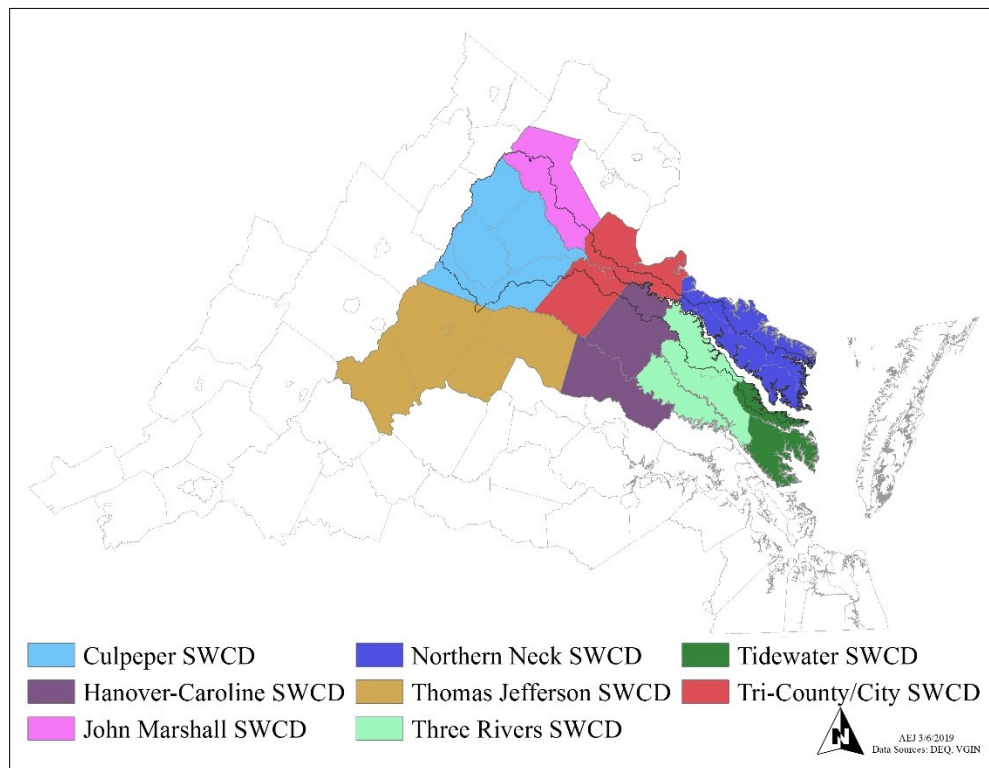 Culpeper SWCD
Northern Neck SWCD
Tidewater SWCD
Hanover-Caroline SWCD
Thomas Jefferson SWCD
Tri-County/City SWCD
John Marshall SWCD
Three Rivers SWCD
N
AEJ 3/6/2019
Data Sources: DEQ, VGIN